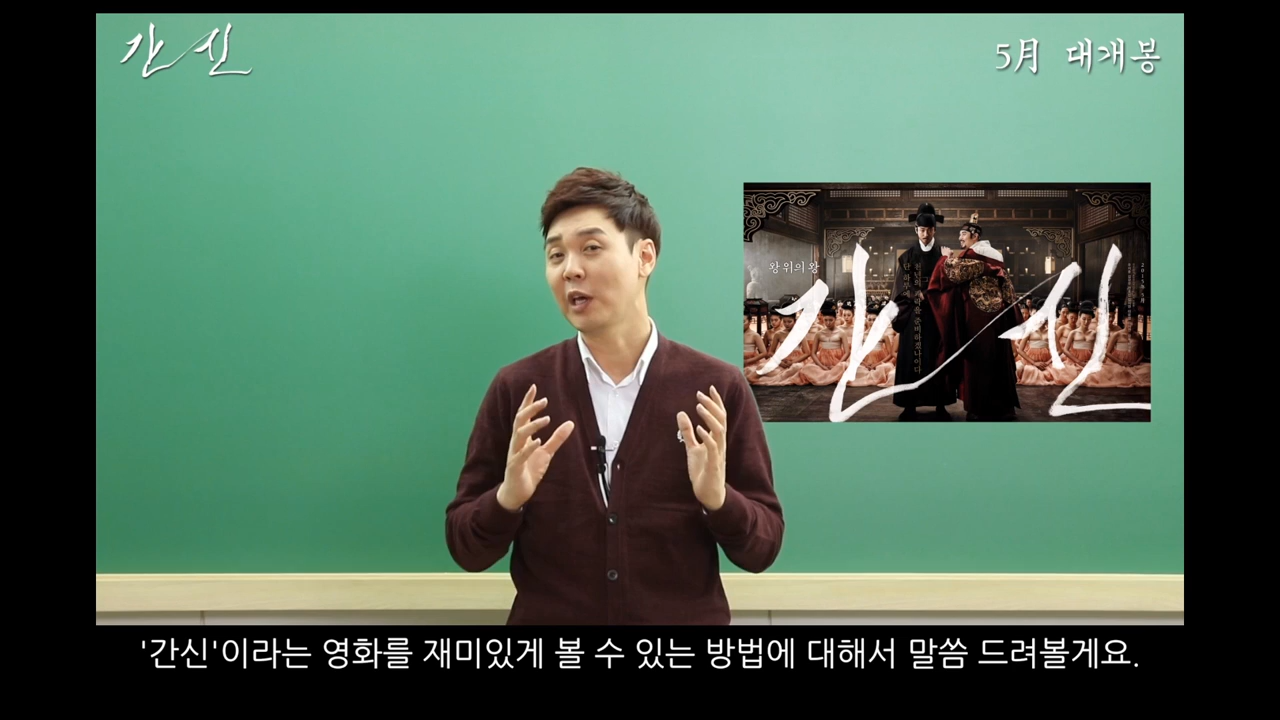 간신
5月 대개봉
왕위의 왕
간신
'간신'이라는 영화를 재미있게 볼 수 있는 방법에 대해서 말씀 드려볼게요.